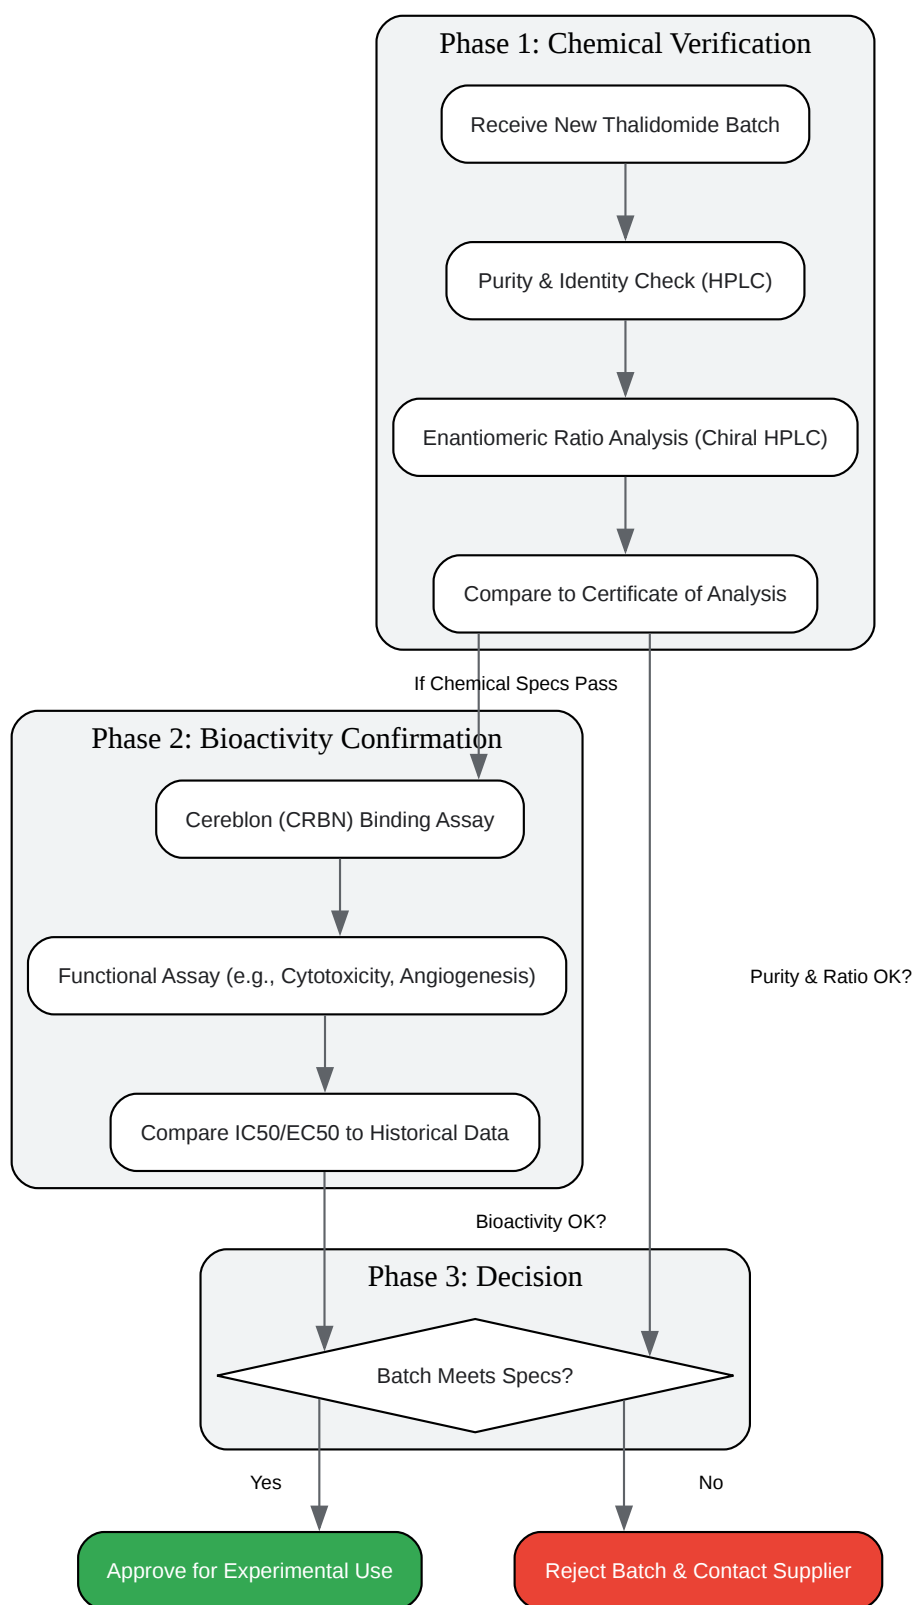 Phase 1: Chemical Verification
Receive New Thalidomide Batch
Purity & Identity Check (HPLC)
Enantiomeric Ratio Analysis (Chiral HPLC)
Compare to Certificate of Analysis
If Chemical Specs Pass
Phase 2: Bioactivity Confirmation
Cereblon (CRBN) Binding Assay
Functional Assay (e.g., Cytotoxicity, Angiogenesis)
Purity & Ratio OK?
Compare IC50/EC50 to Historical Data
Bioactivity OK?
Phase 3: Decision
Batch Meets Specs?
Yes
No
Approve for Experimental Use
Reject Batch & Contact Supplier